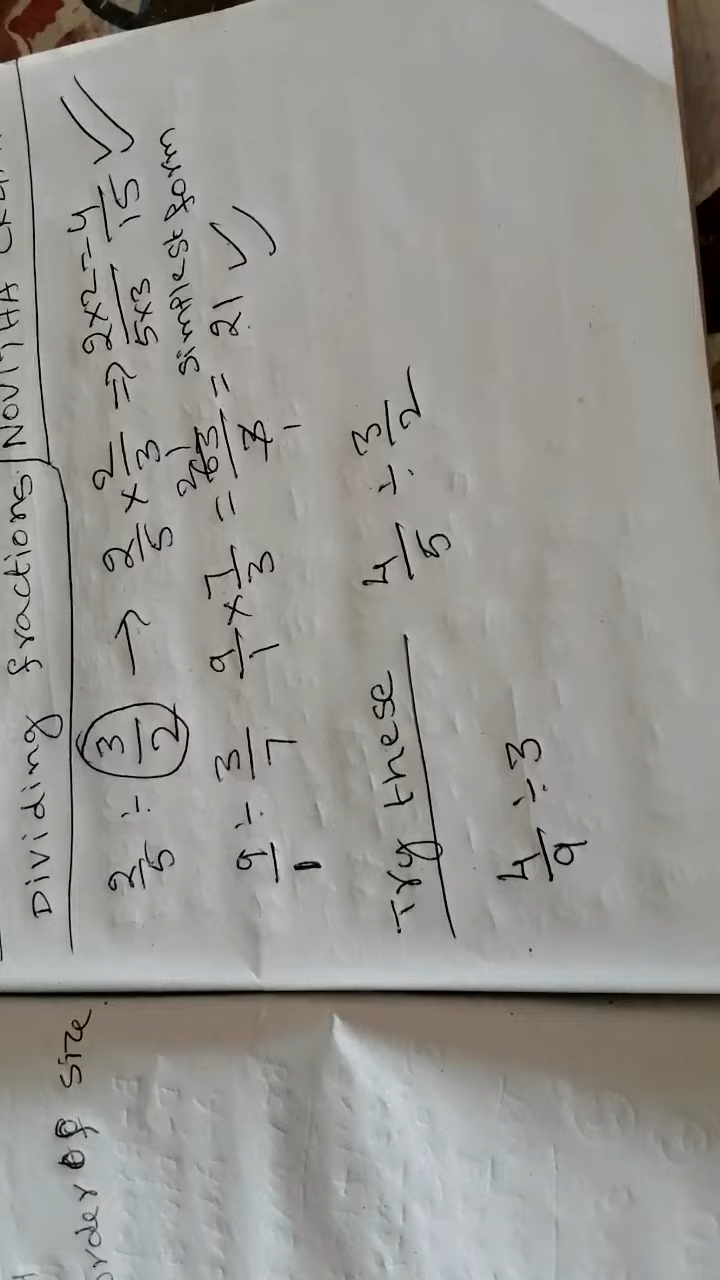 Dividing fractions. NOVITHA
2/5 ÷ 3/2 → 2/5 × 2/3 ⇒ 2×2/5×3 = 4/15 ✓
simplest form
9/1 ÷ 3/7 9/1 × 7/3 = 63/3 21/1 = 21 ✓
Try these 4/5 ÷ 3/2
4/9 ÷ 3
order of size